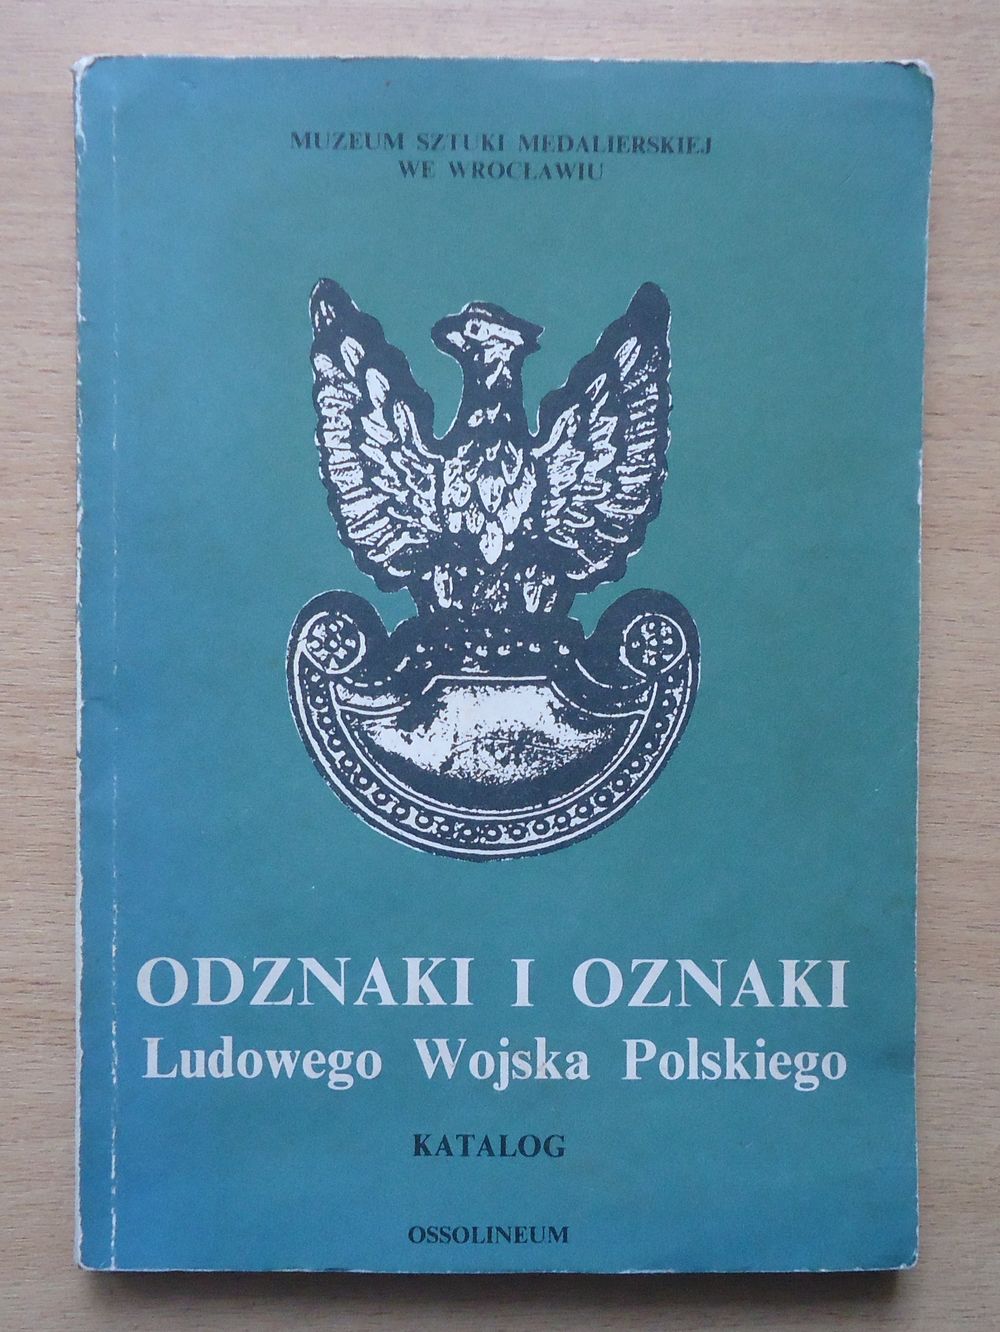 MUZEUM SZTUKI MEDALIERSKIEJ
WE WROCŁAWIU
ODZNAKI I OZNAKI
Ludowego Wojska Polskiego
KATALOG
OSSOLINEUM